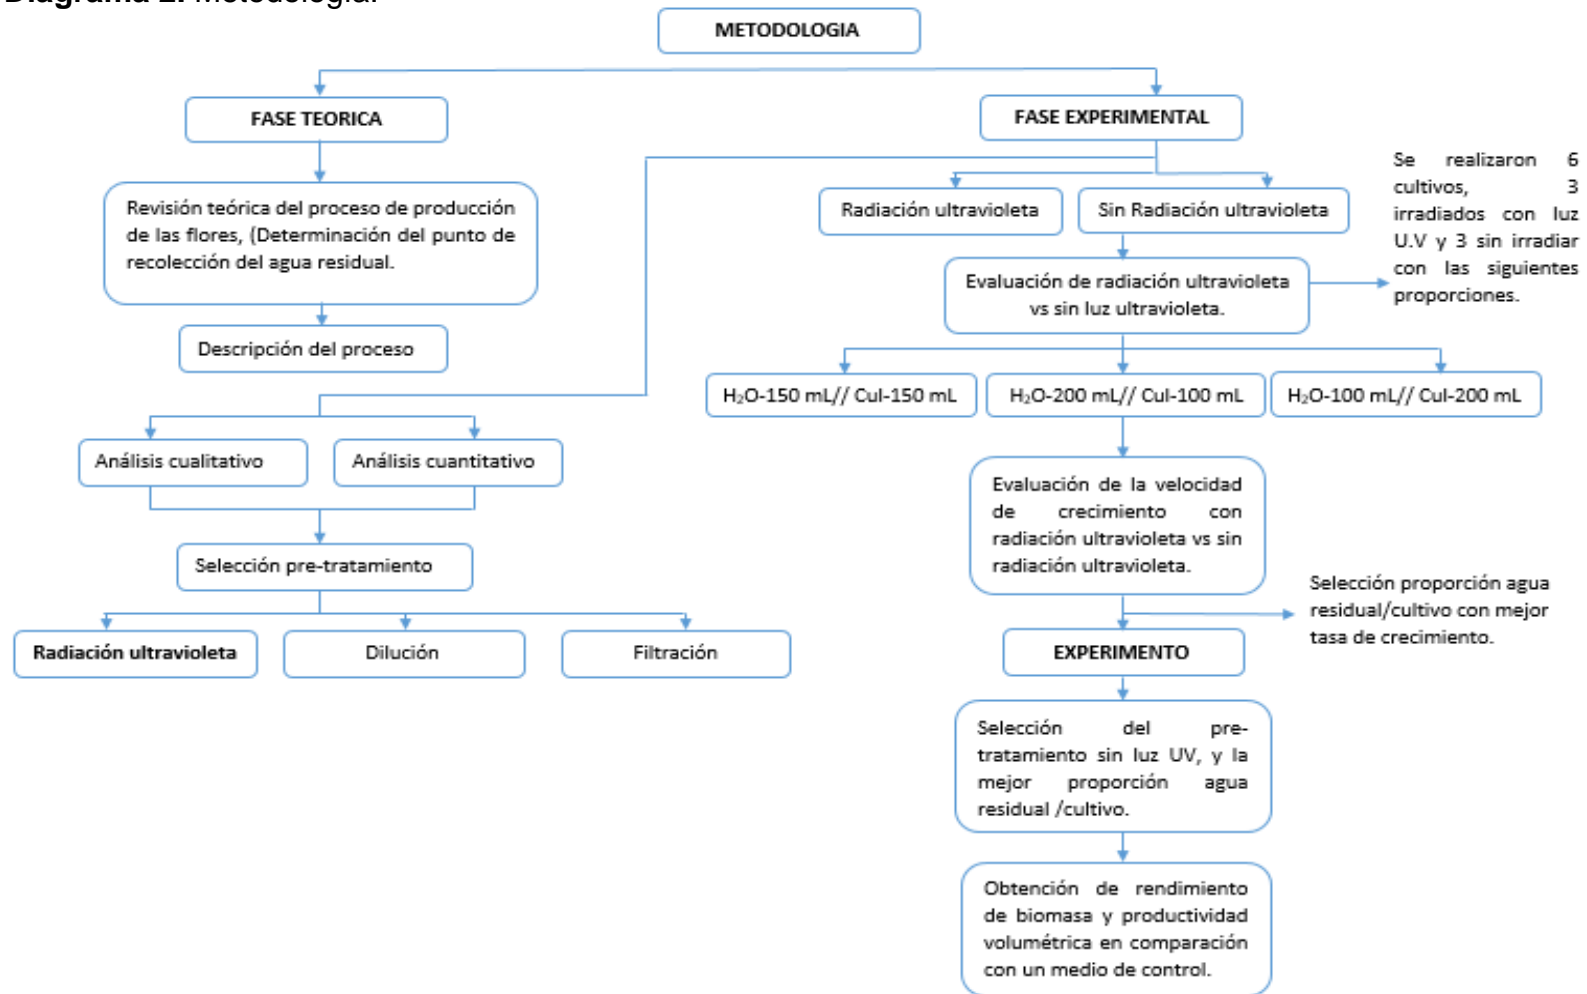 Diagrama 2. Metodología.
METODOLOGIA
FASE TEORICA
FASE EXPERIMENTAL
Revisión teórica del proceso de producción
de las flores, (Determinación del punto de
recolección del agua residual.
Descripción del proceso
Análisis cualitativo
Análisis cuantitativo
Selección pre-tratamiento
Radiación ultravioleta
Dilución
Filtración
Radiación ultravioleta
Sin Radiación ultravioleta
Evaluación de radiación ultravioleta
vs sin luz ultravioleta.
Se realizaron 6
cultivos, 3
irradiados con luz
U.V y 3 sin irradiar
con las siguientes
proporciones.
H₂O-150 mL// Cul-150 mL
H₂O-200 mL// Cul-100 mL
H₂O-100 mL// Cul-200 mL
Evaluación de la velocidad
de crecimiento con
radiación ultravioleta vs sin
radiación ultravioleta.
Selección proporción agua
residual/cultivo con mejor
tasa de crecimiento.
EXPERIMENTO
Selección del pre-
tratamiento sin luz UV, y la
mejor proporción agua
residual /cultivo.
Obtención de rendimiento
de biomasa y productividad
volumétrica en comparación
con un medio de control.